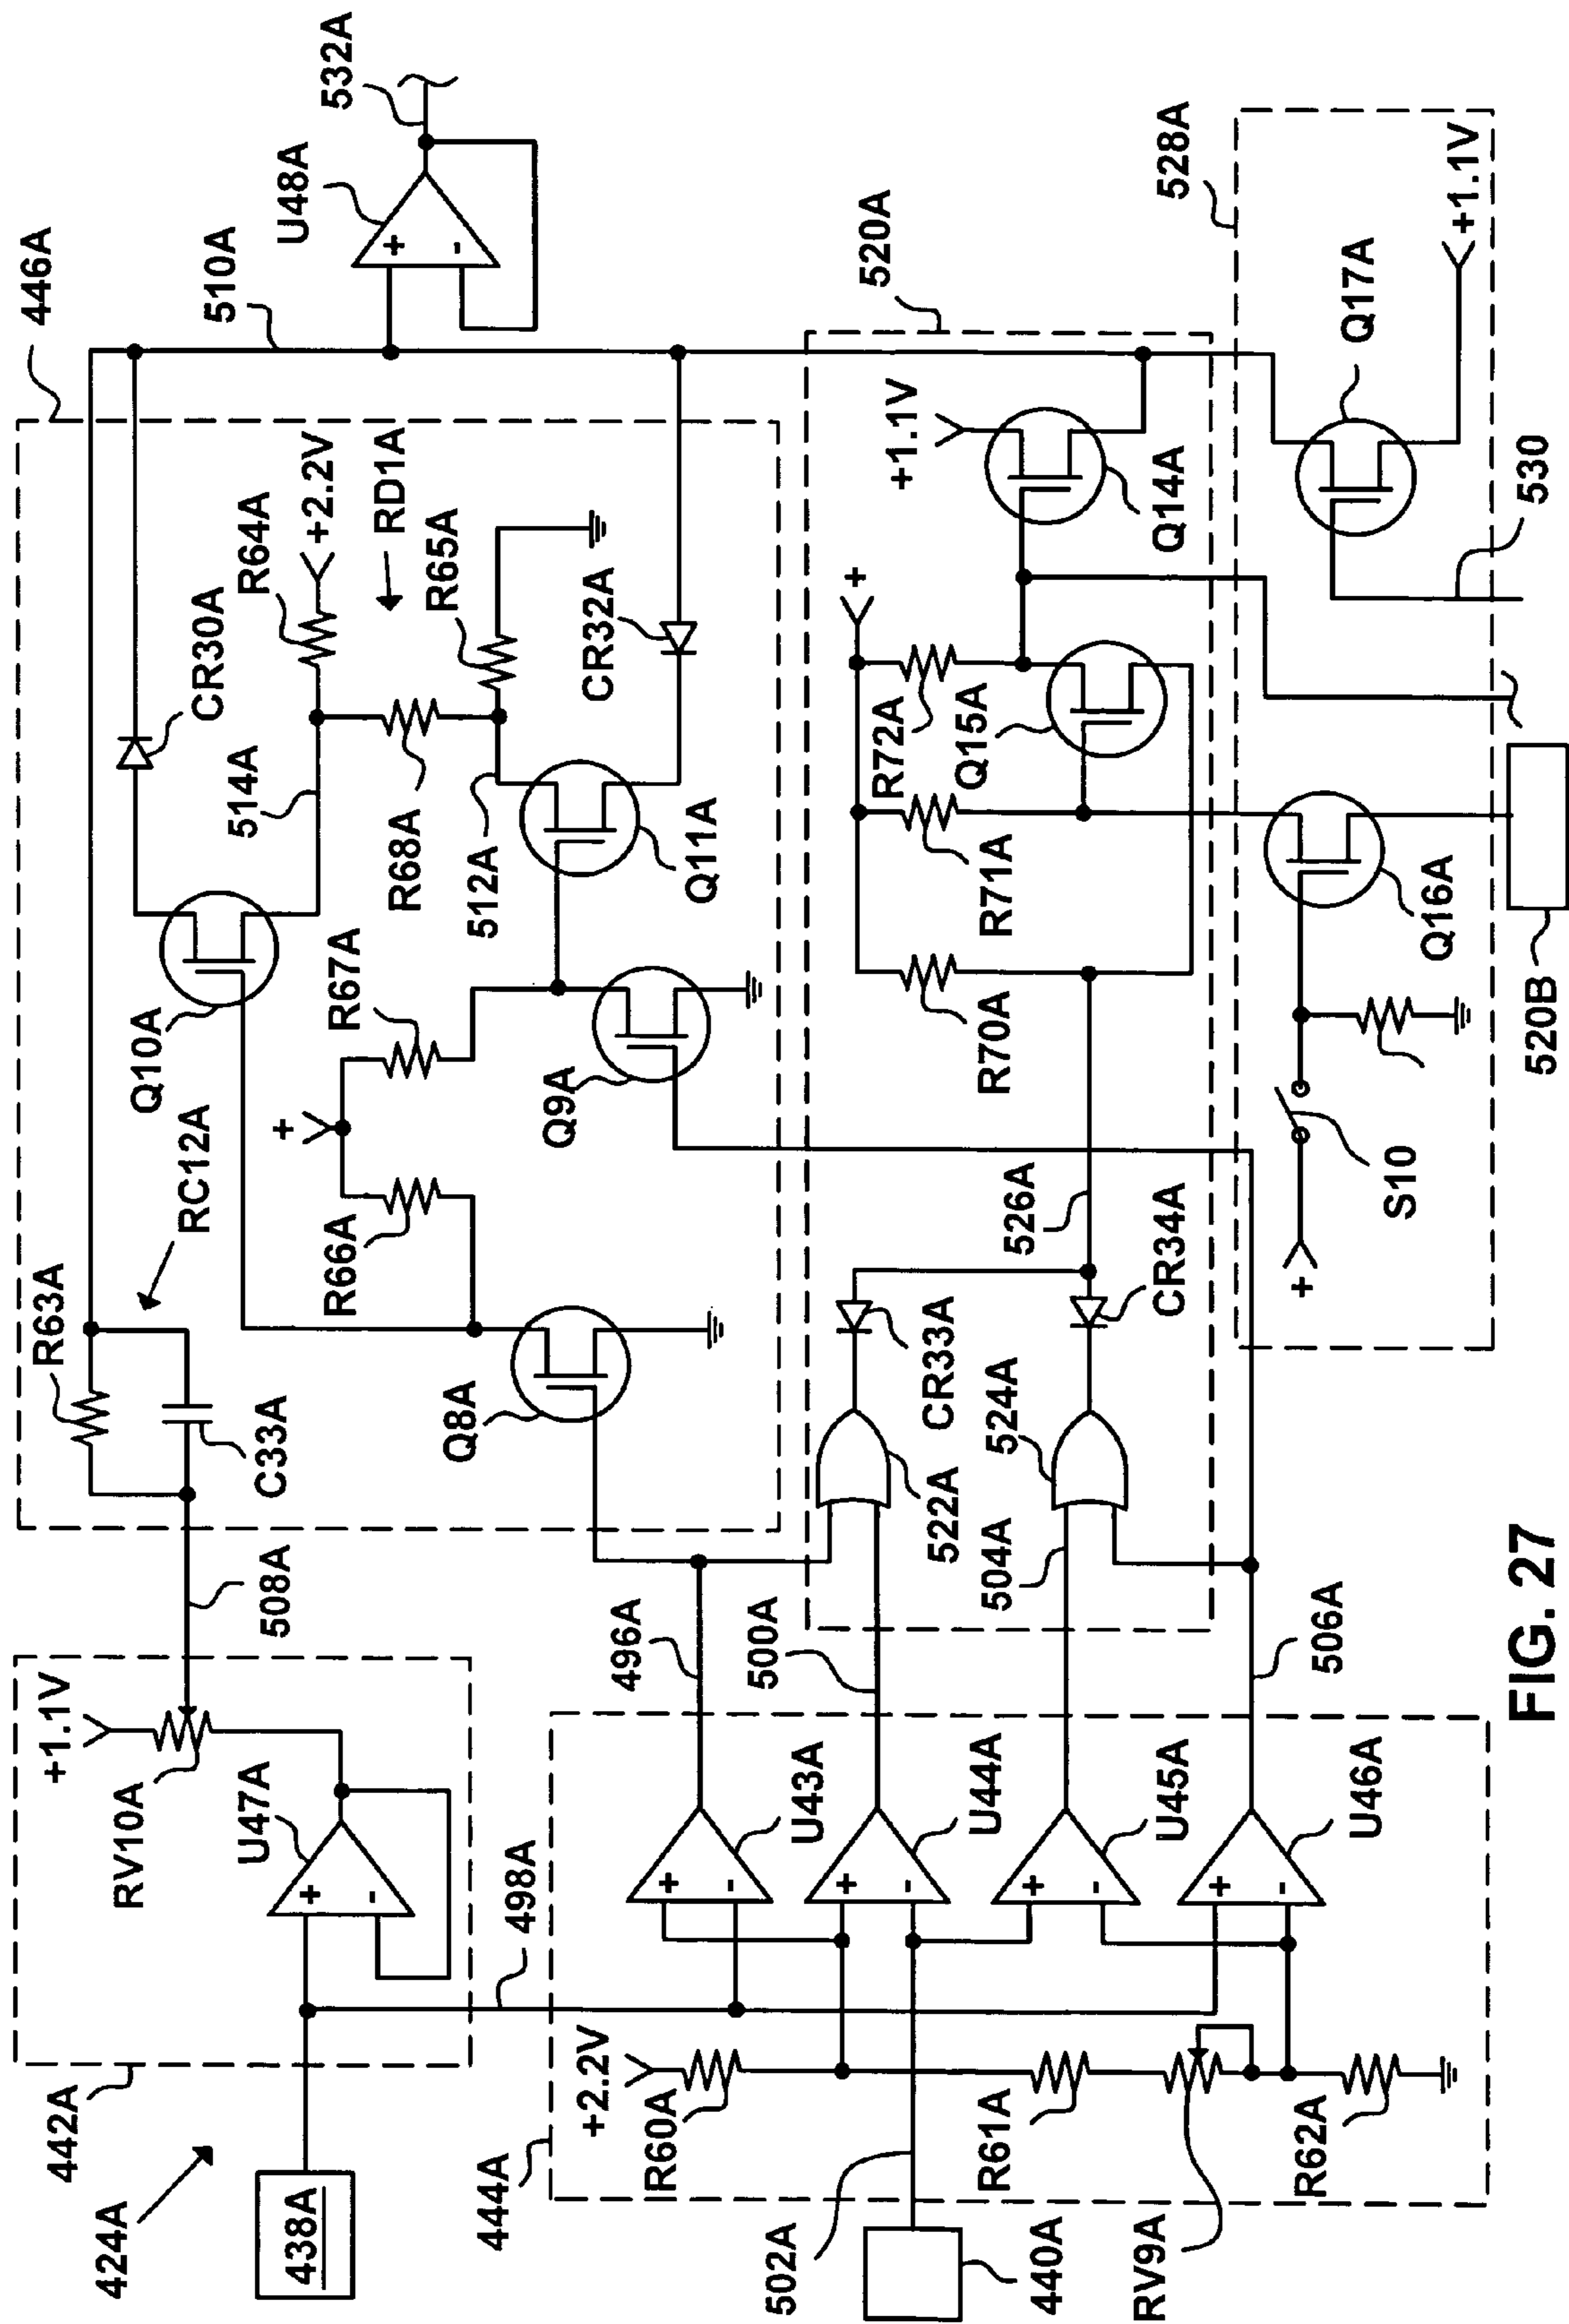 446A
510A
532A
U48A
+
-
CR30A
514A
R64A
+2.2V
RD1A
R65A
CR32A
R68A
512A
Q11A
Q10A
R67A
Q9A
+
R66A
RC12A
R63A
C33A
Q8A
508A
+1.1V
RV10A
U47A
+
-
442A
424A
438A
498A
520A
+1.1V
Q14A
+
R72A
Q15A
R71A
R70A
526A
CR33A
CR34A
522A
524A
504A
496A
500A
506A
U43A
+
-
U44A
+
-
U45A
+
-
U46A
+
-
+2.2V
R60A
R61A
R62A
RV9A
444A
502A
440A
528A
+1.1V
Q17A
530
Q16A
520B
S10
+
FIG. 27